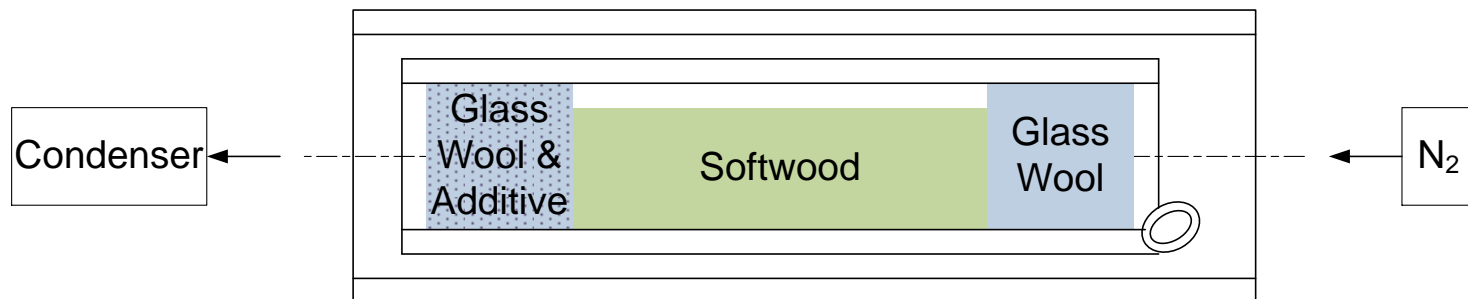 Condenser
Glass
Wool &
Additive
Softwood
Glass
Wool
N₂